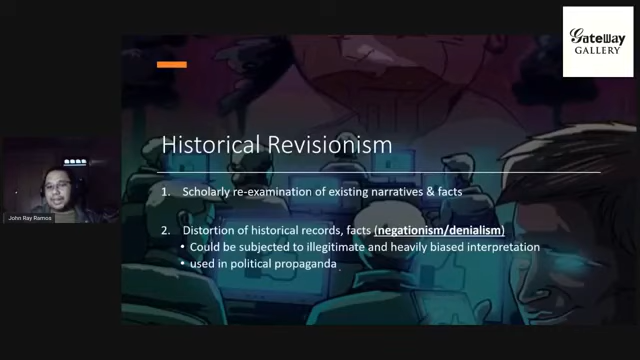 Gateway
GALLERY
Historical Revisionism
1. Scholarly re-examination of existing narratives & facts
2. Distortion of historical records, facts (negationism/denialism)
• Could be subjected to illegitimate and heavily biased interpretation
• used in political propaganda
John Ray Ramos